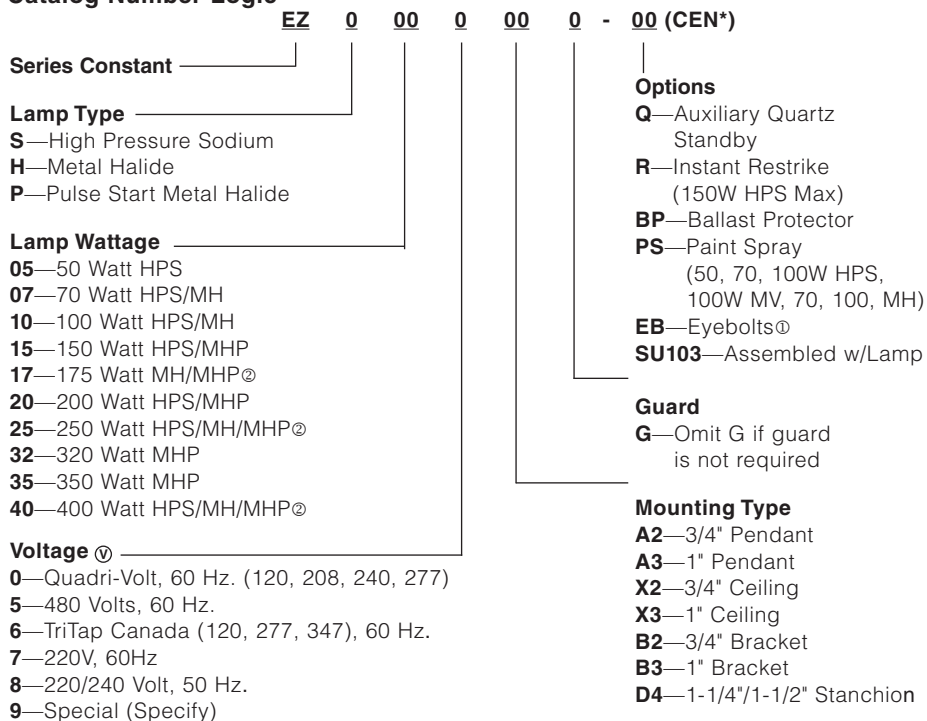 EZ 0 00 0 00 0 - 00 (CEN*)
Series Constant
Lamp Type
S—High Pressure Sodium
H—Metal Halide
P—Pulse Start Metal Halide
Lamp Wattage
05—50 Watt HPS
07—70 Watt HPS/MH
10—100 Watt HPS/MH
15—150 Watt HPS/MHP
17—175 Watt MH/MHP②
20—200 Watt HPS/MHP
25—250 Watt HPS/MH/MHP②
32—320 Watt MHP
35—350 Watt MHP
40—400 Watt HPS/MH/MHP②
Voltage Ⓥ
0—Quadri-Volt, 60 Hz. (120, 208, 240, 277)
5—480 Volts, 60 Hz.
6—TriTap Canada (120, 277, 347), 60 Hz.
7—220V, 60Hz
8—220/240 Volt, 50 Hz.
9—Special (Specify)
Options
Q—Auxiliary Quartz
Standby
R—Instant Restrike
(150W HPS Max)
BP—Ballast Protector
PS—Paint Spray
(50, 70, 100W HPS,
100W MV, 70, 100, MH)
EB—Eyebolts①
SU103—Assembled w/Lamp
Guard
G—Omit G if guard
is not required
Mounting Type
A2—3/4" Pendant
A3—1" Pendant
X2—3/4" Ceiling
X3—1" Ceiling
B2—3/4" Bracket
B3—1" Bracket
D4—1-1/4"/1-1/2" Stanchion